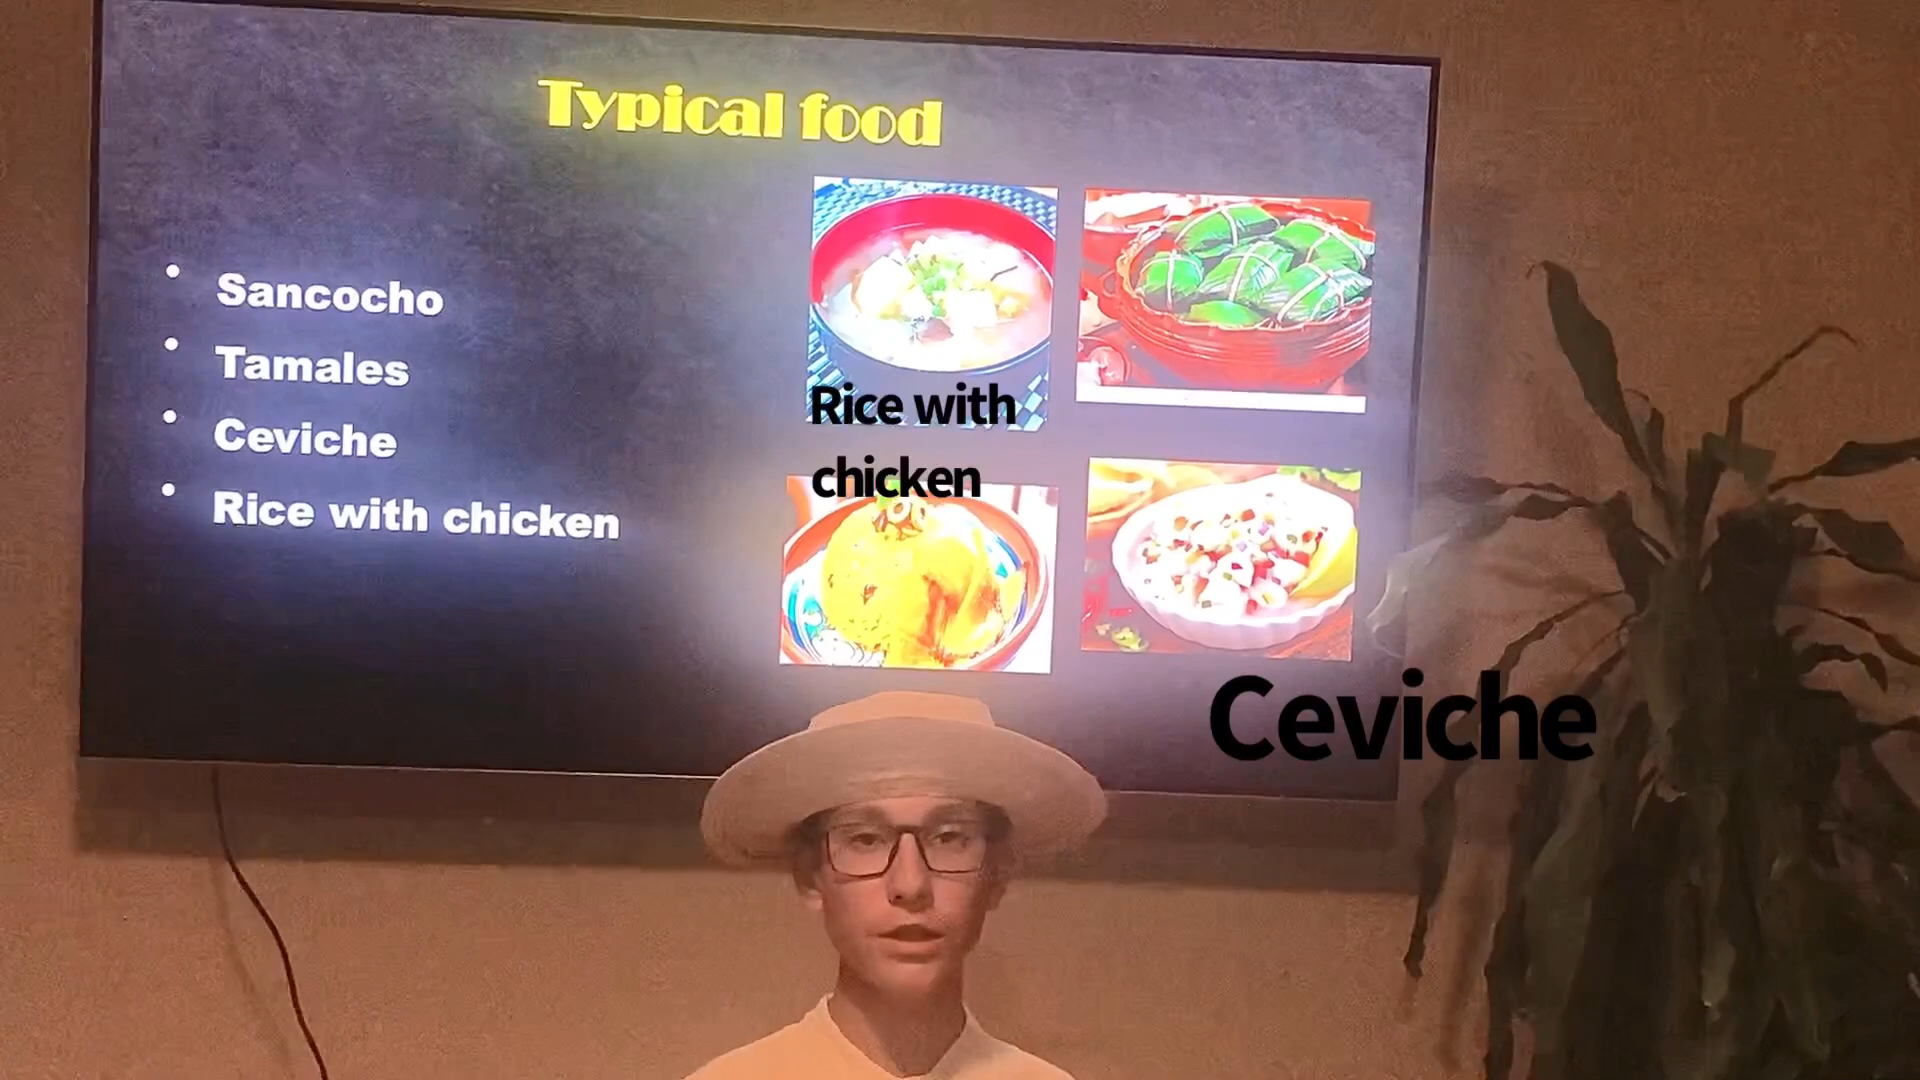 Typical food
Sancocho
Tamales
Ceviche
Rice with chicken
Rice with
chicken
Ceviche